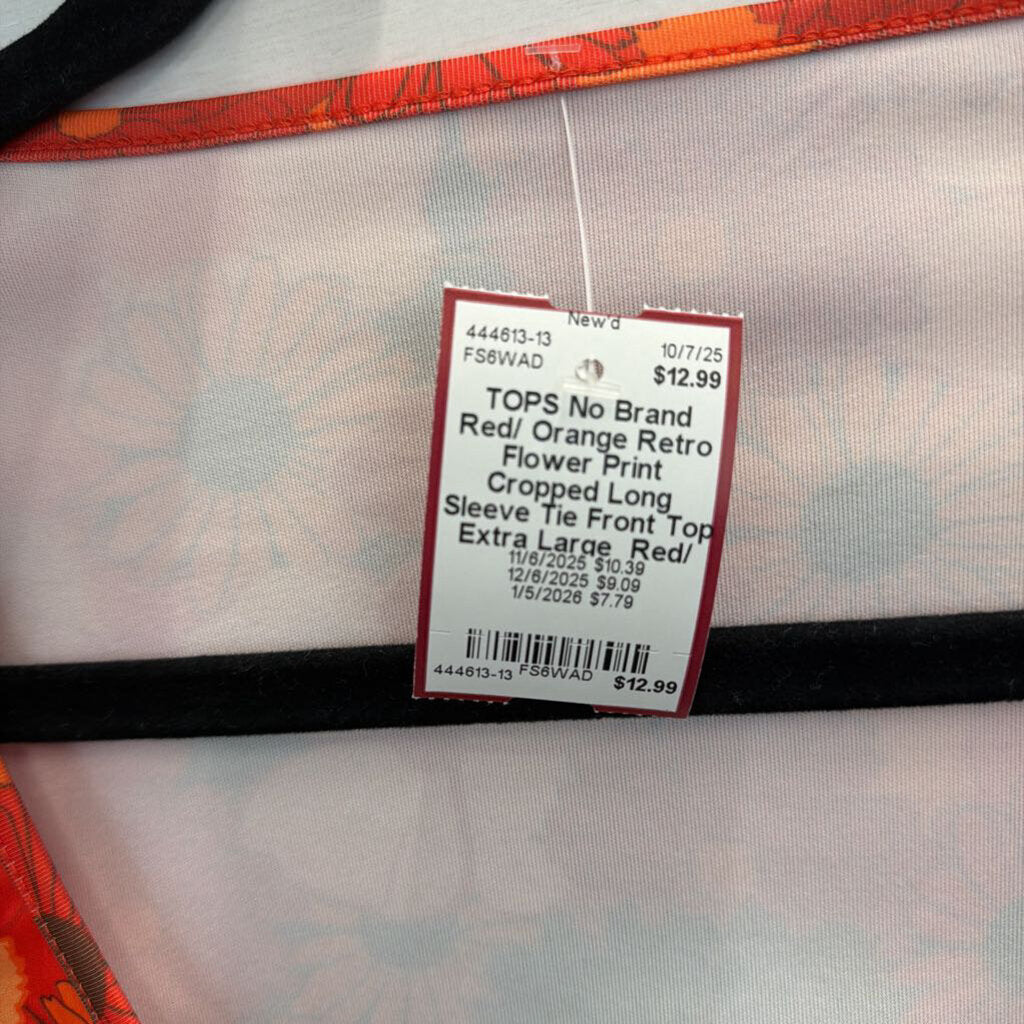 New'd
444613-13 10/7/25
FS6WAD $12.99
TOPS No Brand
Red/ Orange Retro
Flower Print
Cropped Long
Sleeve Tie Front Top
Extra Large Red/
11/6/2025 $10.39
12/6/2025 $9.09
1/5/2026 $7.79
444613-13 FS6WAD $12.99